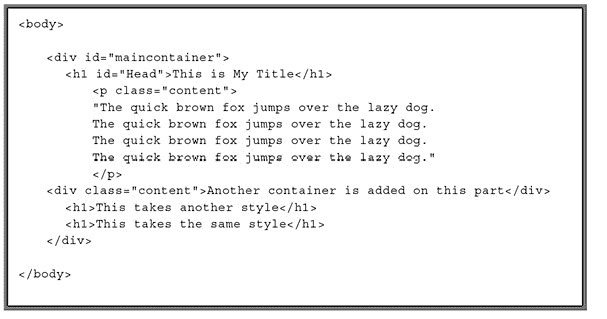 <body>
<div id="maincontainer">
<h1 id="Head">This is My Title</h1>
<p class="content">
"The quick brown fox jumps over the lazy dog.
The quick brown fox jumps over the lazy dog.
The quick brown fox jumps over the lazy dog.
The quick brown fox jumps over the lazy dog."
</p>
<div class="content">Another container is added on this part</div>
<h1>This takes another style</h1>
<h1>This takes the same style</h1>
</div>
</body>